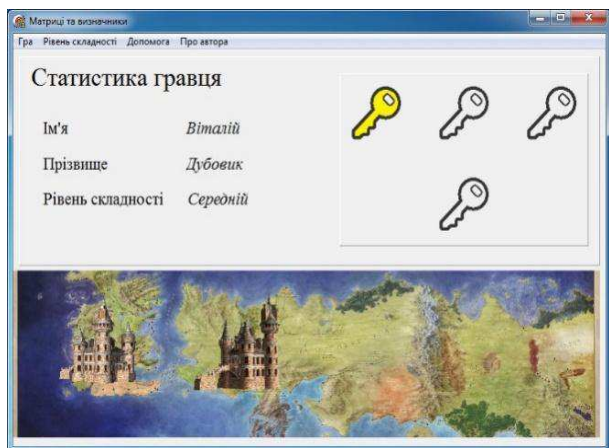 Матриці та визначники
Гра Рівень складності Допомога Про автора
Статистика гравця
Ім'я Віталій
Прізвище Дубовик
Рівень складності Середній